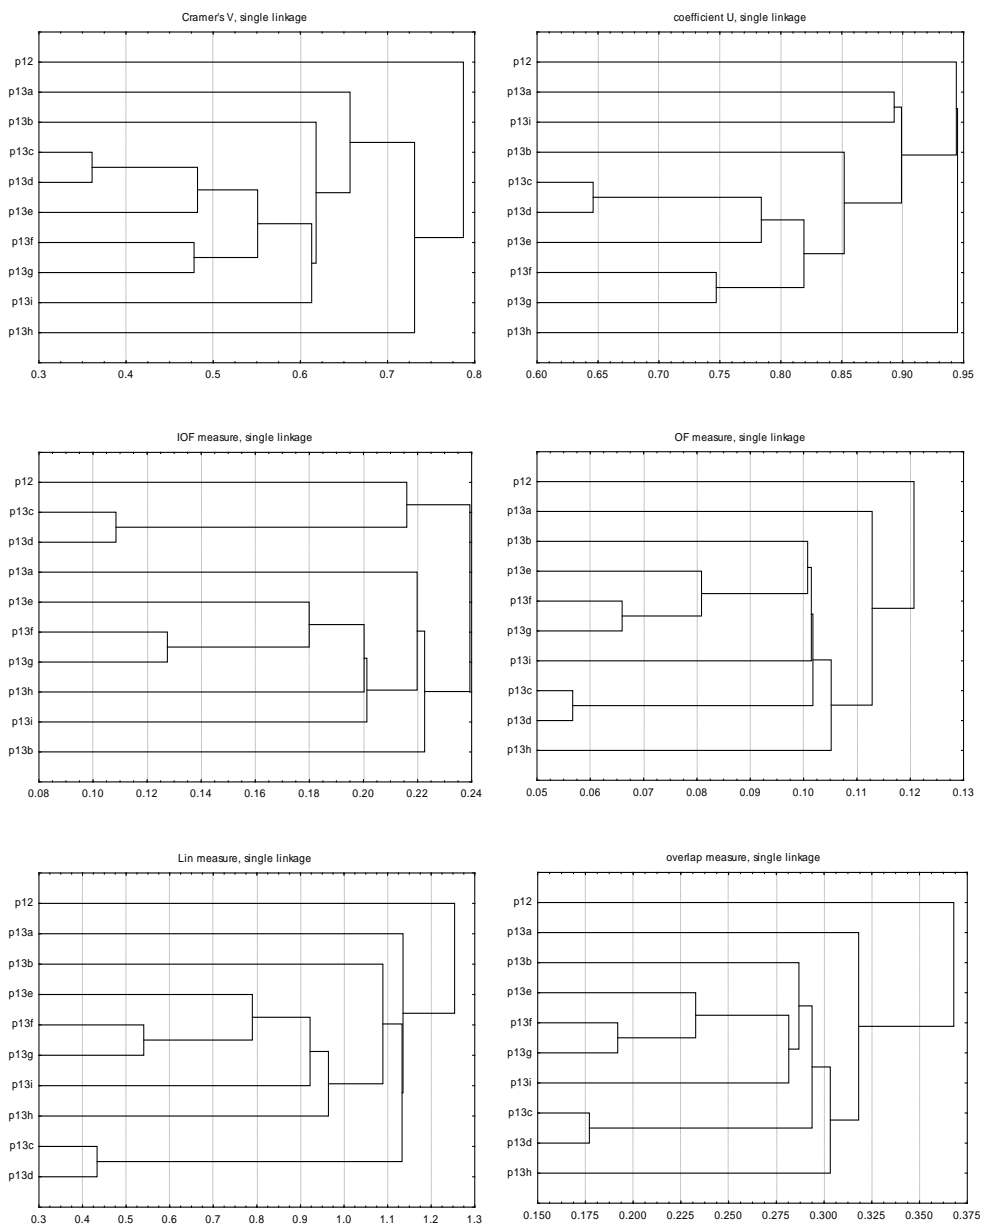 Cramer's V, single linkage
p12
p13a
p13b
p13c
p13d
p13e
p13f
p13g
p13i
p13h
0.3 0.4 0.5 0.6 0.7 0.8
coefficient U, single linkage
p12
p13a
p13i
p13b
p13c
p13d
p13e
p13f
p13g
p13h
0.60 0.65 0.70 0.75 0.80 0.85 0.90 0.95
IOF measure, single linkage
p12
p13c
p13d
p13a
p13e
p13f
p13g
p13h
p13i
p13b
0.08 0.10 0.12 0.14 0.16 0.18 0.20 0.22 0.24
OF measure, single linkage
p12
p13a
p13b
p13e
p13f
p13g
p13i
p13c
p13d
p13h
0.05 0.06 0.07 0.08 0.09 0.10 0.11 0.12 0.13
Lin measure, single linkage
p12
p13a
p13b
p13e
p13f
p13g
p13i
p13h
p13c
p13d
0.3 0.4 0.5 0.6 0.7 0.8 0.9 1.0 1.1 1.2 1.3
overlap measure, single linkage
p12
p13a
p13b
p13e
p13f
p13g
p13i
p13c
p13d
p13h
0.150 0.175 0.200 0.225 0.250 0.275 0.300 0.325 0.350 0.375